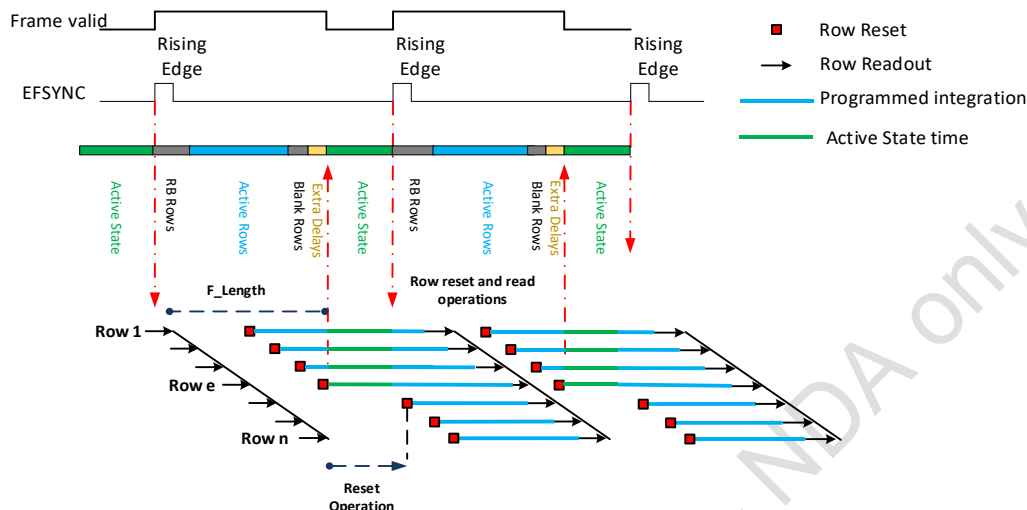 Frame valid
Rising
Edge
Rising
Edge
Rising
Edge
EFSYNC
Row Reset
Row Readout
Programmed integration
Active State time
Active State
RB Rows
Active Rows
Blank Rows
Extra Delays
Active State
RB Rows
Active Rows
Blank Rows
Extra Delays
Active State
F_Length
Row reset and read
operations
Row 1
Row e
Row n
Reset
Operation
NDA only